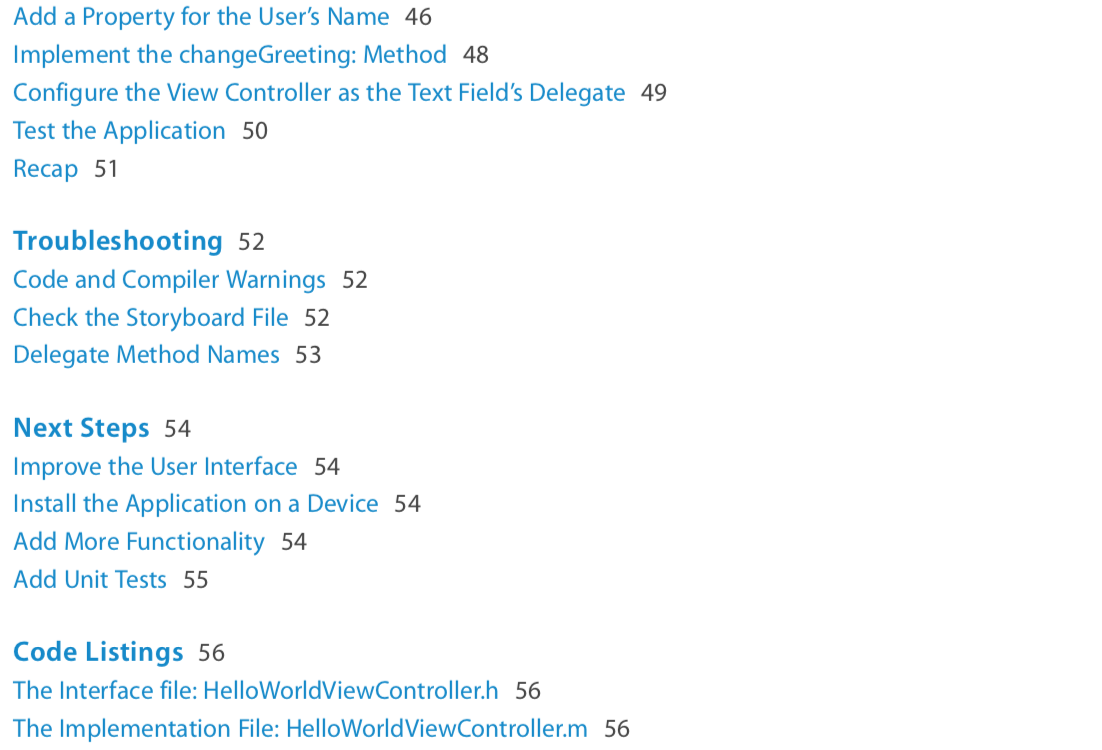 Add a Property for the User’s Name 46
Implement the changeGreeting: Method 48
Configure the View Controller as the Text Field’s Delegate 49
Test the Application 50
Recap 51
Troubleshooting 52
Code and Compiler Warnings 52
Check the Storyboard File 52
Delegate Method Names 53
Next Steps 54
Improve the User Interface 54
Install the Application on a Device 54
Add More Functionality 54
Add Unit Tests 55
Code Listings 56
The Interface file: HelloWorldViewController.h 56
The Implementation File: HelloWorldViewController.m 56